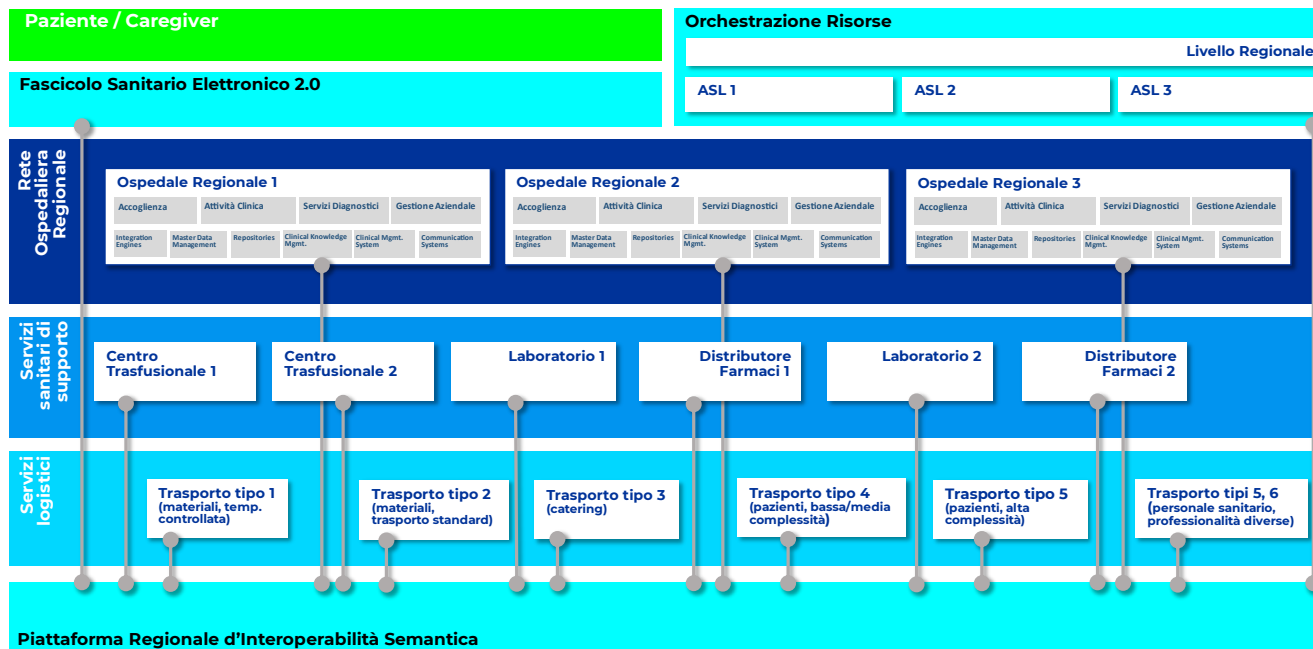 Paziente / Caregiver
Orchestrazione Risorse
Livello Regionale
Fascicolo Sanitario Elettronico 2.0
ASL 1
ASL 2
ASL 3
Rete
Ospedaliera
Regionale
Ospedale Regionale 1
Accoglienza
Attività Clinica
Servizi Diagnostici
Gestione Aziendale
Integration
Engines
Master Data
Management
Repositories
Clinical Knowledge
Mgmt.
Clinical Mgmt.
System
Communication
Systems
Ospedale Regionale 2
Accoglienza
Attività Clinica
Servizi Diagnostici
Gestione Aziendale
Integration
Engines
Master Data
Management
Repositories
Clinical Knowledge
Mgmt.
Clinical Mgmt.
System
Communication
Systems
Ospedale Regionale 3
Accoglienza
Attività Clinica
Servizi Diagnostici
Gestione Aziendale
Integration
Engines
Master Data
Management
Repositories
Clinical Knowledge
Mgmt.
Clinical Mgmt.
System
Communication
Systems
Servizi
sanitari di
supporto
Centro
Trasfusionale 1
Centro
Trasfusionale 2
Laboratorio 1
Distributore
Farmaci 1
Laboratorio 2
Distributore
Farmaci 2
Servizi
logistici
Trasporto tipo 1
(materiali, temp.
controllata)
Trasporto tipo 2
(materiali,
trasporto standard)
Trasporto tipo 3
(catering)
Trasporto tipo 4
(pazienti, bassa/media
complessità)
Trasporto tipo 5
(pazienti, alta
complessità)
Trasporto tipi 5, 6
(personale sanitario,
professionalità diverse)
Piattaforma Regionale d'Interoperabilità Semantica